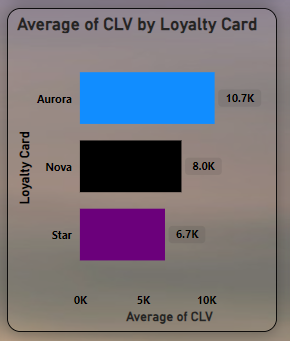 Average of CLV by Loyalty Card
Loyalty Card
Aurora 10.7K
Nova 8.0K
Star 6.7K
0K 5K 10K
Average of CLV